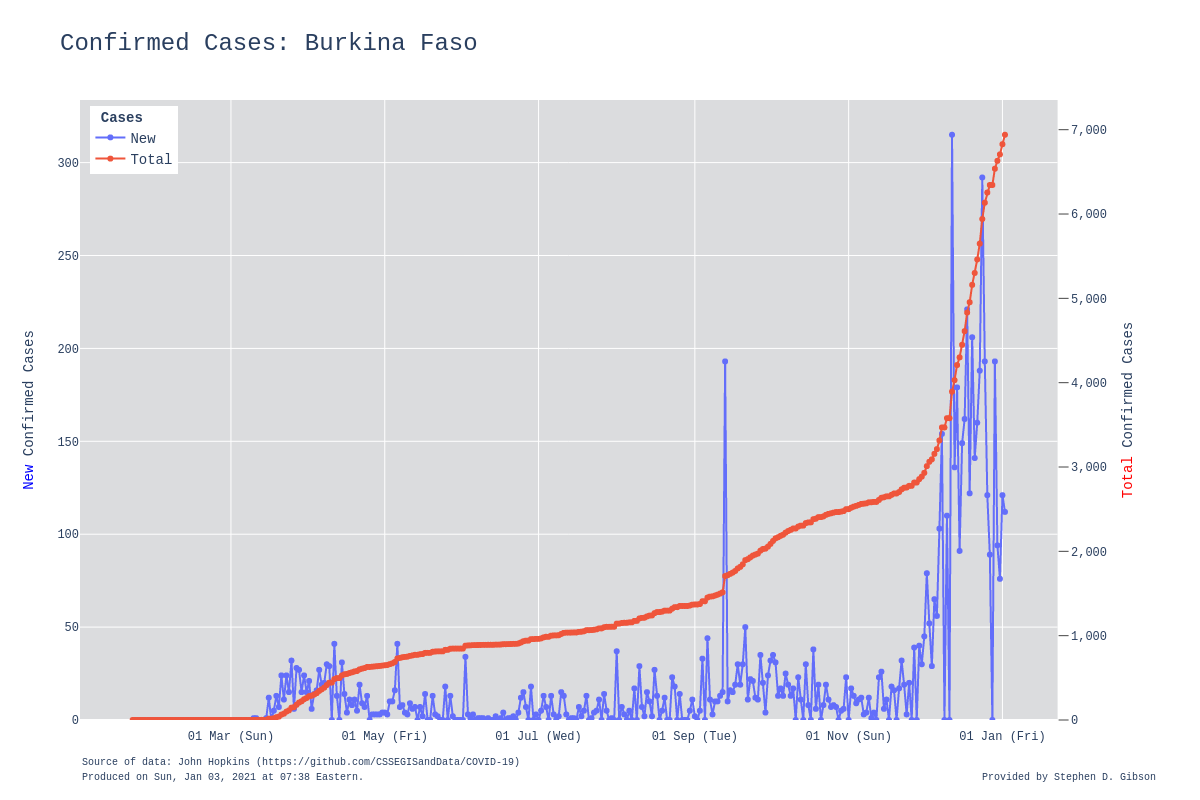 Confirmed Cases: Burkina Faso
Cases
New
Total
300
250
200
150
100
50
0
7,000
6,000
5,000
4,000
3,000
2,000
1,000
0
New Confirmed Cases
Total Confirmed Cases
01 Mar (Sun)
01 May (Fri)
01 Jul (Wed)
01 Sep (Tue)
01 Nov (Sun)
01 Jan (Fri)
Source of data: John Hopkins (https://github.com/CSSEGISandData/COVID-19)
Produced on Sun, Jan 03, 2021 at 07:38 Eastern.
Provided by Stephen D. Gibson